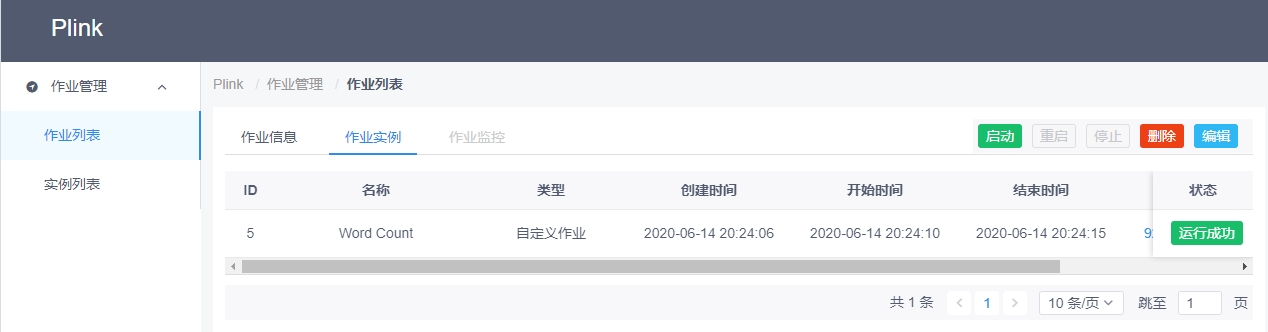 Plink
作业管理
作业列表
实例列表
Plink / 作业管理 / 作业列表
作业信息 作业实例 作业监控 启动 重启 停止 删除 编辑
ID 名称 类型 创建时间 开始时间 结束时间 状态
5 Word Count 自定义作业 2020-06-14 20:24:06 2020-06-14 20:24:10 2020-06-14 20:24:15 运行成功
共 1 条 1 10 条/页 跳至 1 页